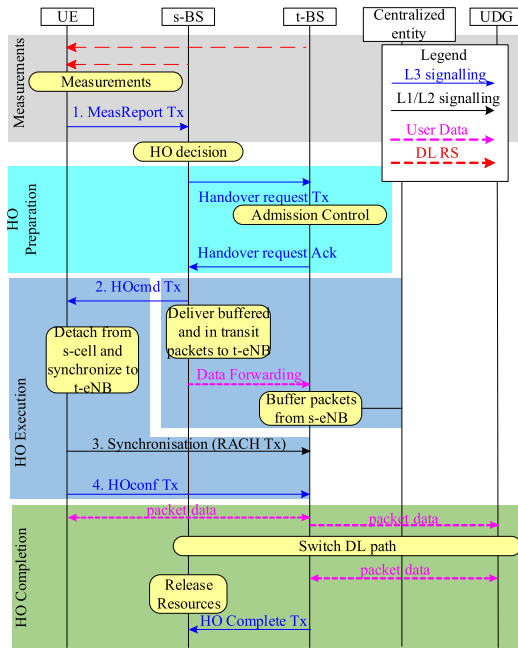 UE
s-BS
t-BS
Centralized
entity
UDG
Legend
L3 signalling
L1/L2 signalling
User Data
DL RS
Measurements
Measurements
1. MeasReport Tx
HO decision
HO
Preparation
Handover request Tx
Admission Control
Handover request Ack
HO Execution
2. HOcmd Tx
Detach from
s-cell and
synchronize to
t-eNB
Deliver buffered
and in transit
packets to t-eNB
Data Forwarding
Buffer packets
from s-eNB
3. Synchronisation (RACH Tx)
4. HOconf Tx
HO Completion
packet data
packet data
Switch DL path
packet data
Release
Resources
HO Complete Tx